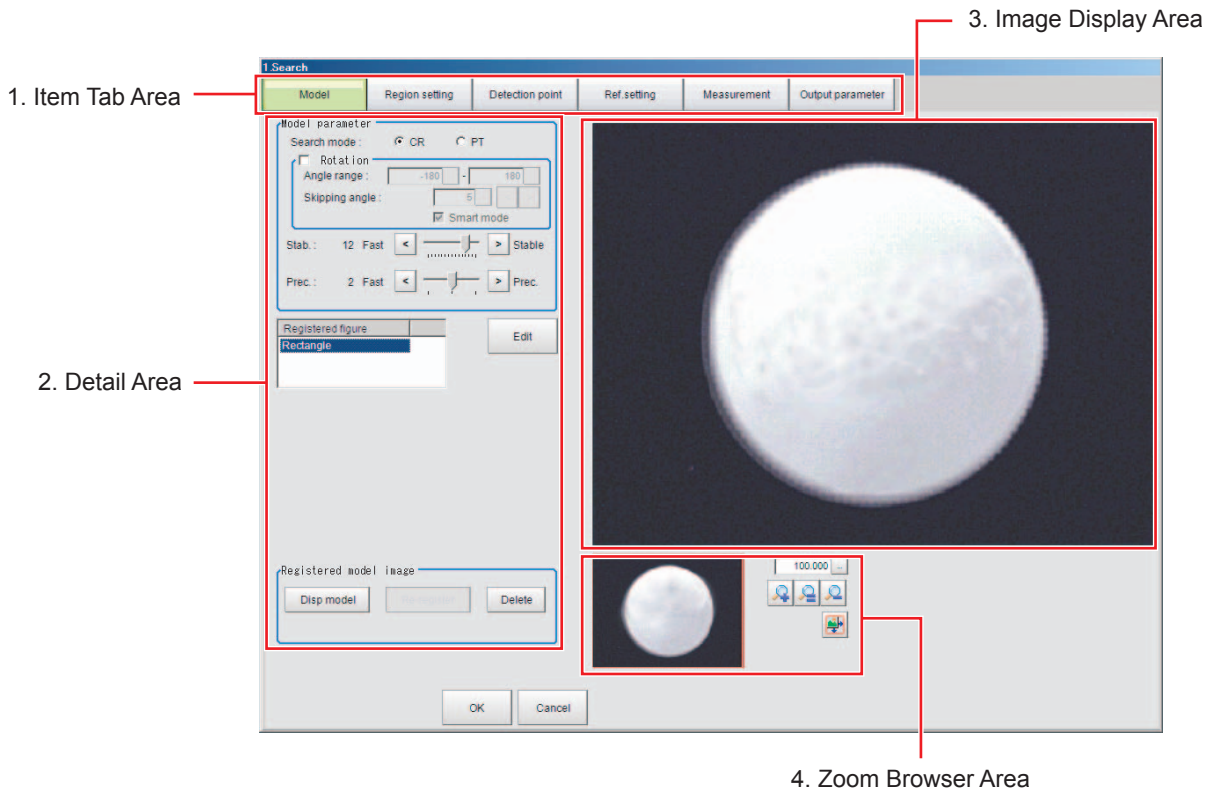 3. Image Display Area
1.Search
1. Item Tab Area
Model Region setting Detection point Ref.setting Measurement Output parameter
Model parameter
Search mode : CR PT
Rotation
Angle range : -180 - 180
Skipping angle : 5
Smart mode
Stab. : 12 Fast < > Stable
Prec. : 2 Fast < > Prec.
Registered figure
Rectangle
Edit
2. Detail Area
Registered model image
Disp model Delete
100.000 ...
OK Cancel
4. Zoom Browser Area